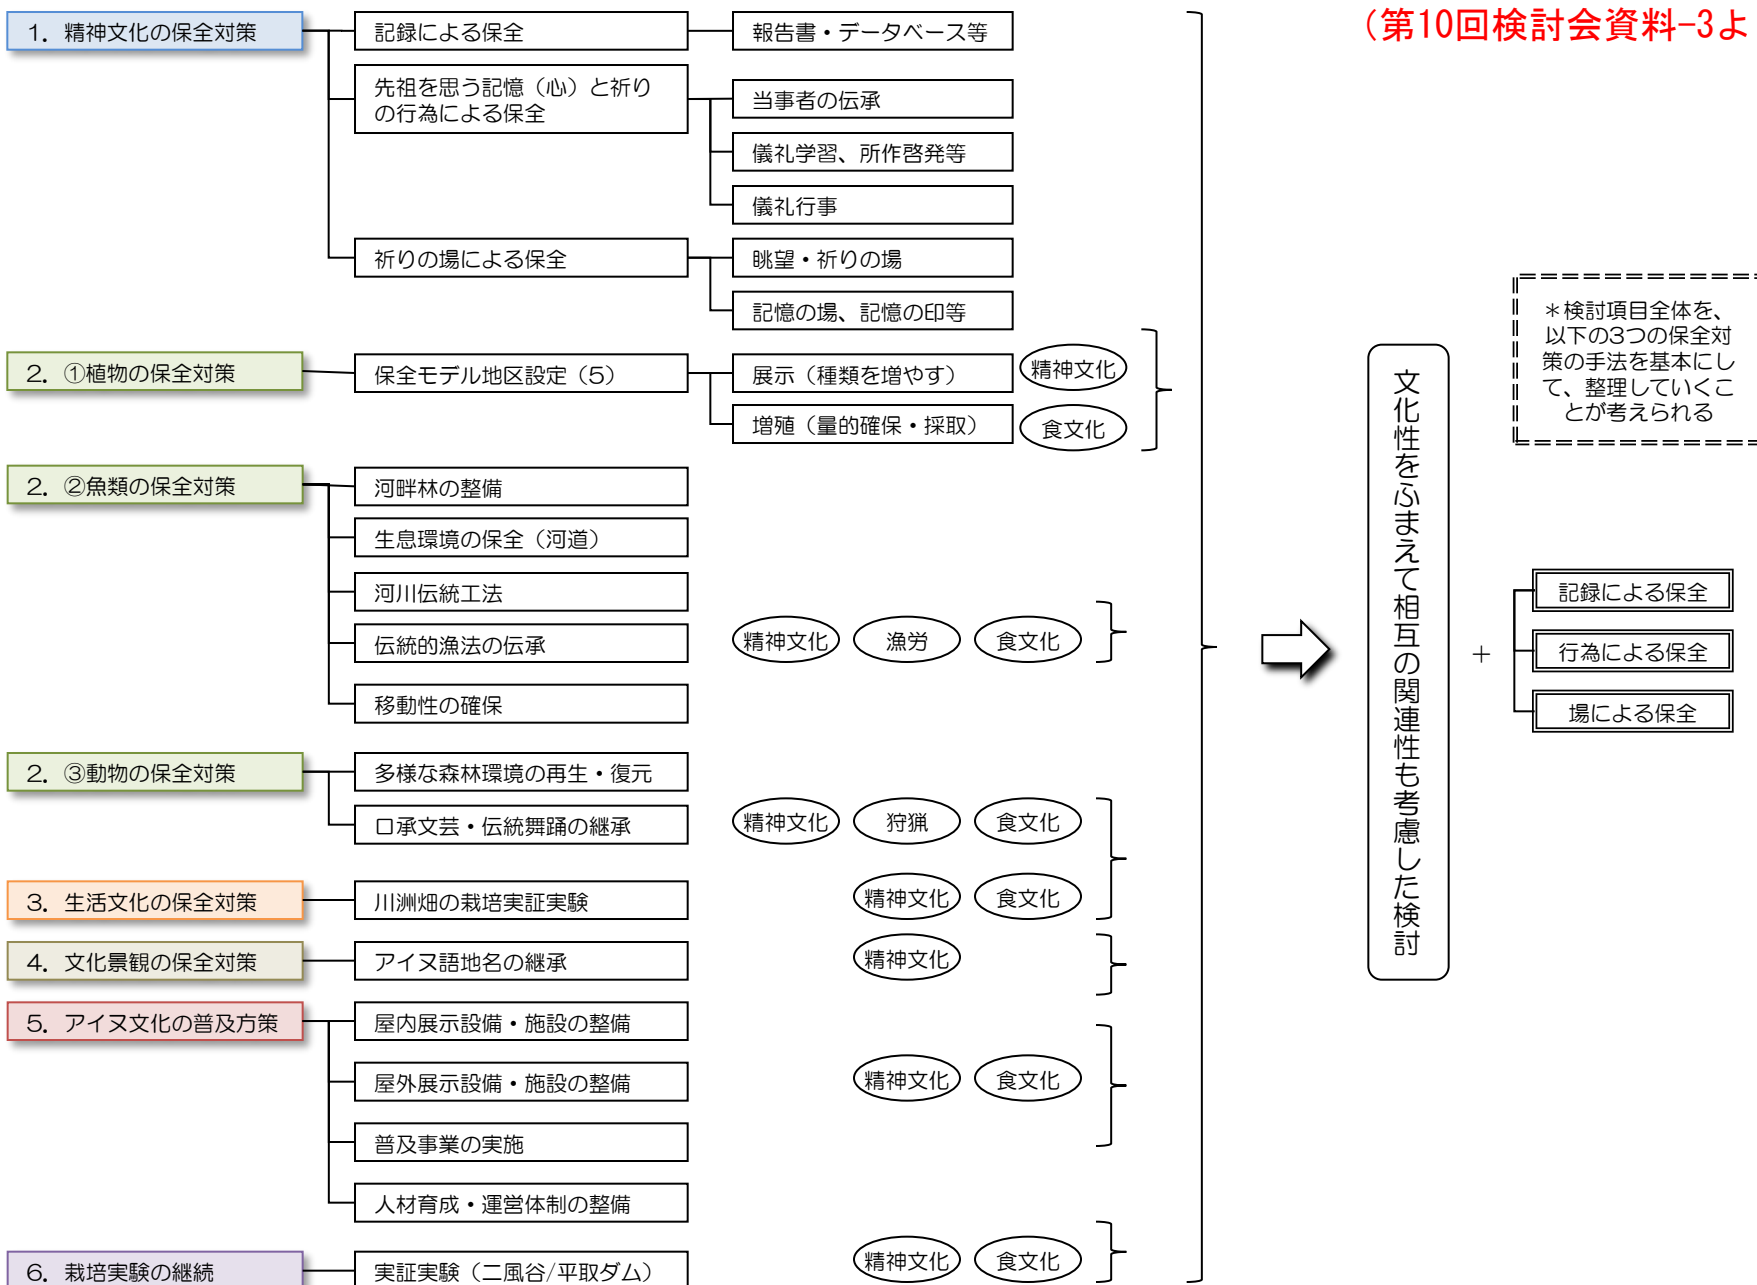 （第10回検討会資料-3よ
1．精神文化の保全対策
記録による保全
報告書・データベース等
先祖を思う記憶（心）と祈り
の行為による保全
当事者の伝承
儀礼学習、所作啓発等
儀礼行事
祈りの場による保全
眺望・祈りの場
記憶の場、記憶の印等
2．①植物の保全対策
保全モデル地区設定（5）
展示（種類を増やす）
精神文化
増殖（量的確保・採取）
食文化
2．②魚類の保全対策
河畔林の整備
生息環境の保全（河道）
河川伝統工法
伝統的漁法の伝承
精神文化
漁労
食文化
移動性の確保
2．③動物の保全対策
多様な森林環境の再生・復元
口承文芸・伝統舞踊の継承
精神文化
狩猟
食文化
3．生活文化の保全対策
川洲畑の栽培実証実験
精神文化
食文化
4．文化景観の保全対策
アイヌ語地名の継承
精神文化
5．アイヌ文化の普及方策
屋内展示設備・施設の整備
屋外展示設備・施設の整備
精神文化
食文化
普及事業の実施
人材育成・運営体制の整備
6．栽培実験の継続
実証実験（二風谷/平取ダム）
精神文化
食文化
文化性をふまえて相互の関連性も考慮した検討
＊検討項目全体を、
以下の3つの保全対
策の手法を基本にし
て、整理していくこ
とが考えられる
＋
記録による保全
行為による保全
場による保全